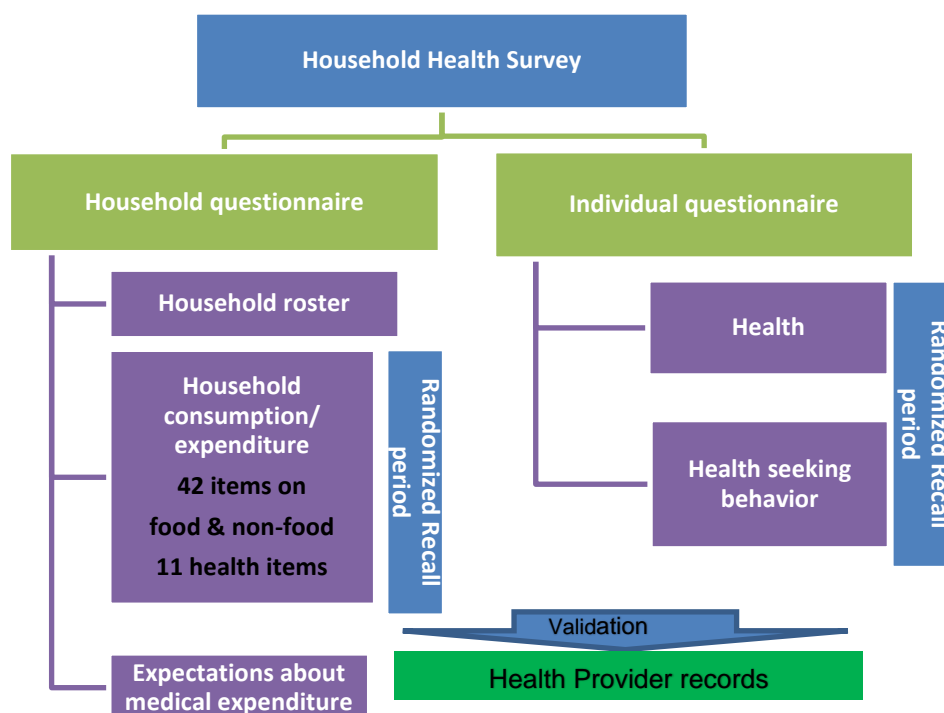 Household Health Survey
Household questionnaire
Individual questionnaire
Household roster
Household
consumption/
expenditure
42 items on
food & non-food
11 health items
Randomized Recall
period
Expectations about
medical expenditure
Health
Health seeking
behavior
Randomized Recall
period
Validation
Health Provider records